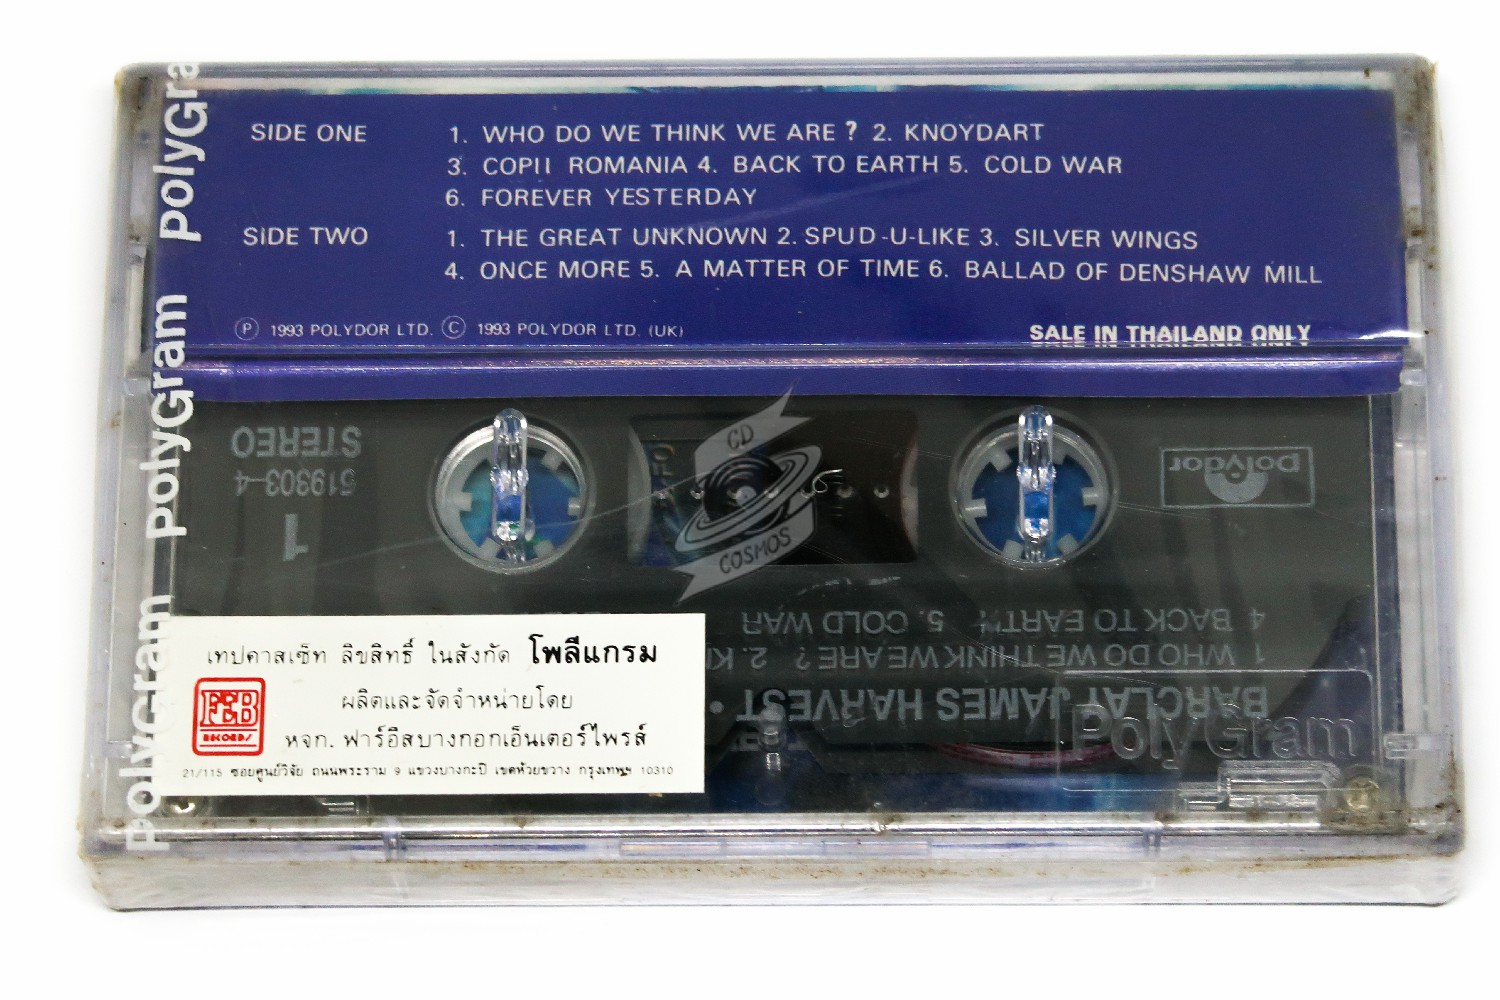 SIDE ONE 1. WHO DO WE THINK WE ARE ? 2. KNOYDART
3. COPII ROMANIA 4. BACK TO EARTH 5. COLD WAR
6. FOREVER YESTERDAY
SIDE TWO 1. THE GREAT UNKNOWN 2. SPUD-U-LIKE 3. SILVER WINGS
4. ONCE MORE 5. A MATTER OF TIME 6. BALLAD OF DENSHAW MILL
Ⓟ 1993 POLYDOR LTD. Ⓒ 1993 POLYDOR LTD. (UK)
SALE IN THAILAND ONLY
polyGra
polyGram
polyGram
polyGram
STEREO
519303-4
1
polydor
CD
COSMOS
4 BACK TO EARTH 5. COLD WAR
1 WHO DO WE THINK WE ARE? 2. K
BARCLAY JAMES HARVEST •
PolyGram
เทปคาสเซ็ท ลิขสิทธิ์ ในสังกัด โพลีแกรม
ผลิตและจัดจำหน่ายโดย
หจก. ฟาร์อีสบางกอกเอ็นเตอร์ไพรส์
21/115 ซอยศูนย์วิจัย ถนนพระราม 9 แขวงบางกะปิ เขตห้วยขวาง กรุงเทพฯ 10310
FEB
RECORDS